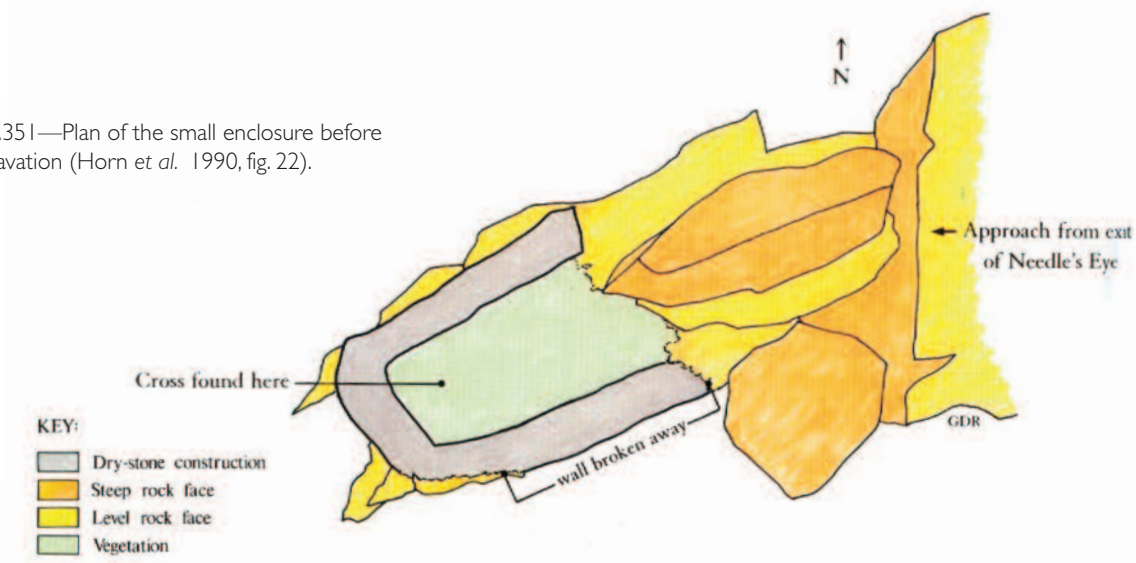 .351—Plan of the small enclosure before
avation (Horn et al. 1990, fig. 22).
↑
N
← Approach from exit
of Needle's Eye
Cross found here
wall broken away
GDR
KEY:
Dry-stone construction
Steep rock face
Level rock face
Vegetation